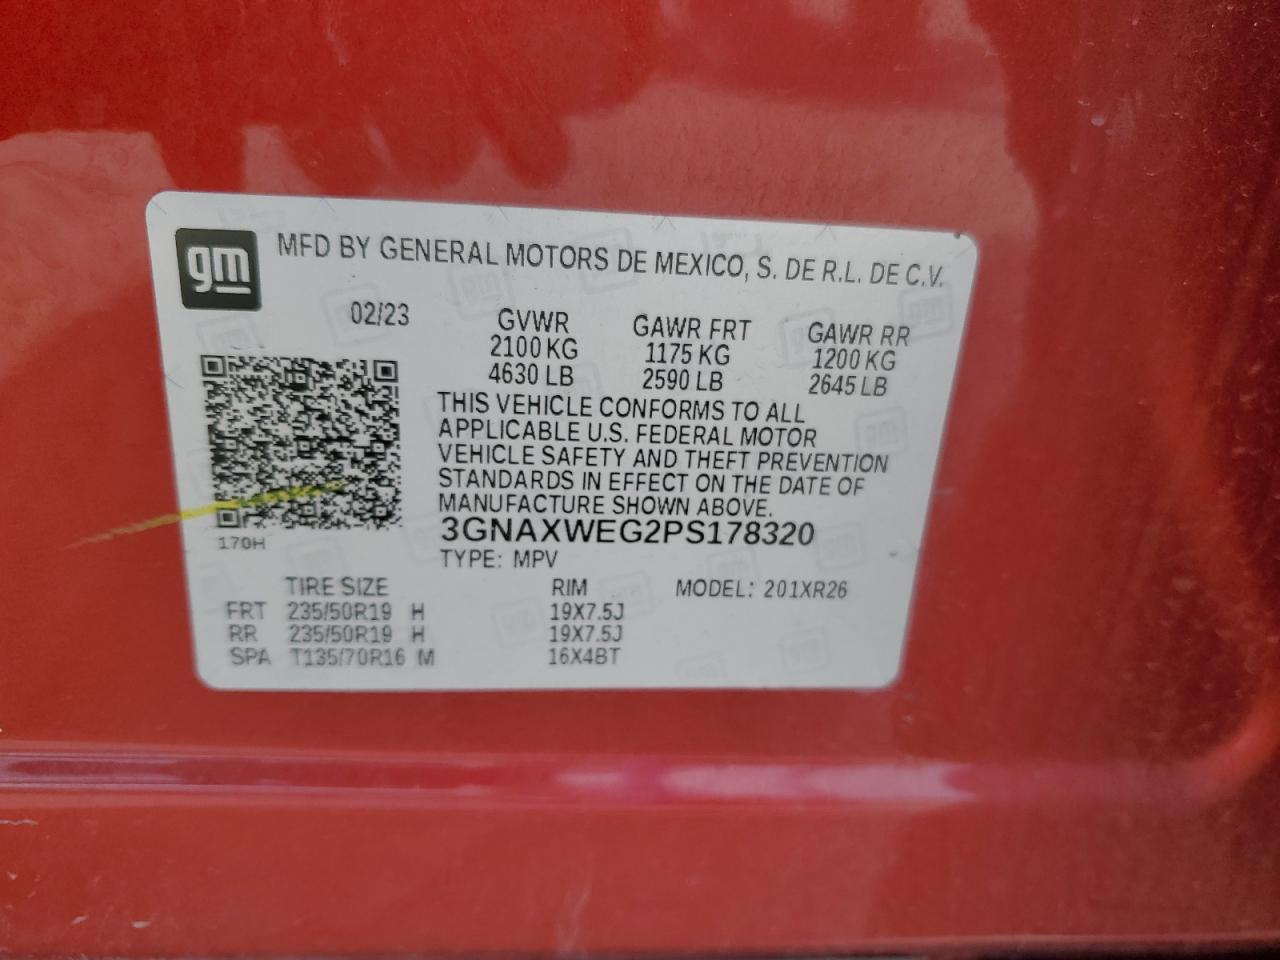 gm
MFD BY GENERAL MOTORS DE MEXICO, S. DE R.L. DE C.V.
02/23 GVWR GAWR FRT GAWR RR
2100 KG 1175 KG 1200 KG
4630 LB 2590 LB 2645 LB
THIS VEHICLE CONFORMS TO ALL
APPLICABLE U.S. FEDERAL MOTOR
VEHICLE SAFETY AND THEFT PREVENTION
STANDARDS IN EFFECT ON THE DATE OF
MANUFACTURE SHOWN ABOVE.
3GNAXWEG2PS178320
170H
TYPE: MPV
TIRE SIZE RIM MODEL: 201XR26
FRT 235/50R19 H 19X7.5J
RR 235/50R19 H 19X7.5J
SPA T135/70R16 M 16X4BT